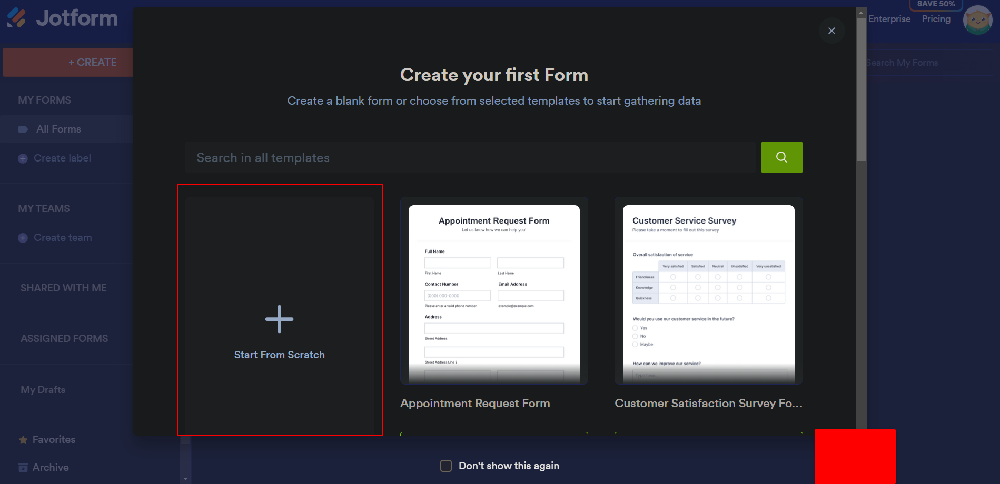 Jotform
SAVE 50%
Enterprise
Pricing
+ CREATE
Search My Forms
MY FORMS
All Forms
Create label
MY TEAMS
Create team
SHARED WITH ME
ASSIGNED FORMS
My Drafts
Favorites
Archive
Create your first Form
Create a blank form or choose from selected templates to start gathering data
Search in all templates
Start From Scratch
Appointment Request Form
Let us know how we can help you!
Full Name
First Name
Last Name
Contact Number
Email Address
(000) 000-0000
Please enter a valid phone number.
example@example.com
Address
Street Address
Street Address Line 2
Appointment Request Form
Customer Service Survey
Please take a moment to fill out this survey
Overall satisfaction of service
Very satisfied
Satisfied
Neutral
Unsatisfied
Very unsatisfied
Friendliness
Knowledge
Quickness
Would you use our customer service in the future?
Yes
No
Maybe
How can we improve our service?
Type here...
Customer Satisfaction Survey Fo...
Don't show this again